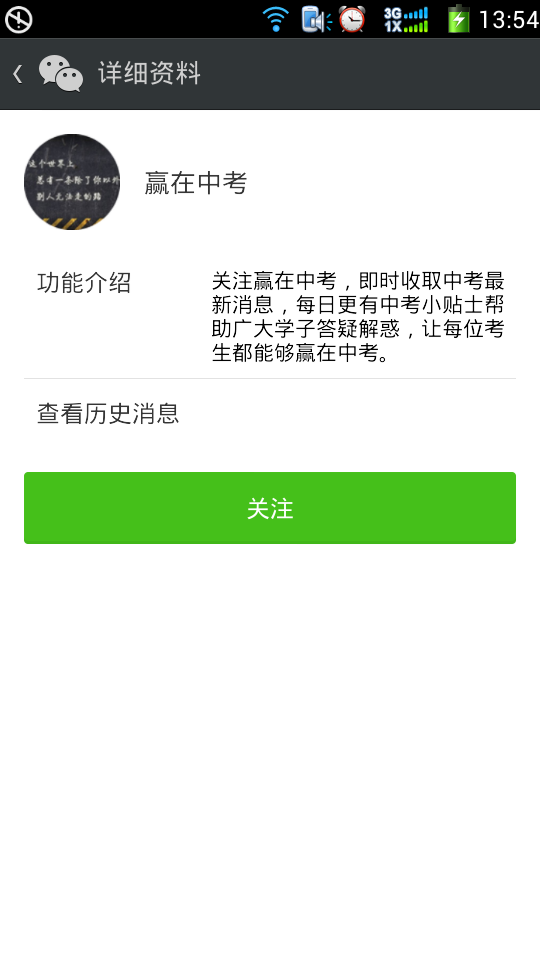 3G
1X
13:54
详细资料
这个世界上
总有一条除了你以外
别人无法走的路
赢在中考
功能介绍
关注赢在中考，即时收取中考最
新消息，每日更有中考小贴士帮
助广大学子答疑解惑，让每位考
生都能够赢在中考。
查看历史消息
关注